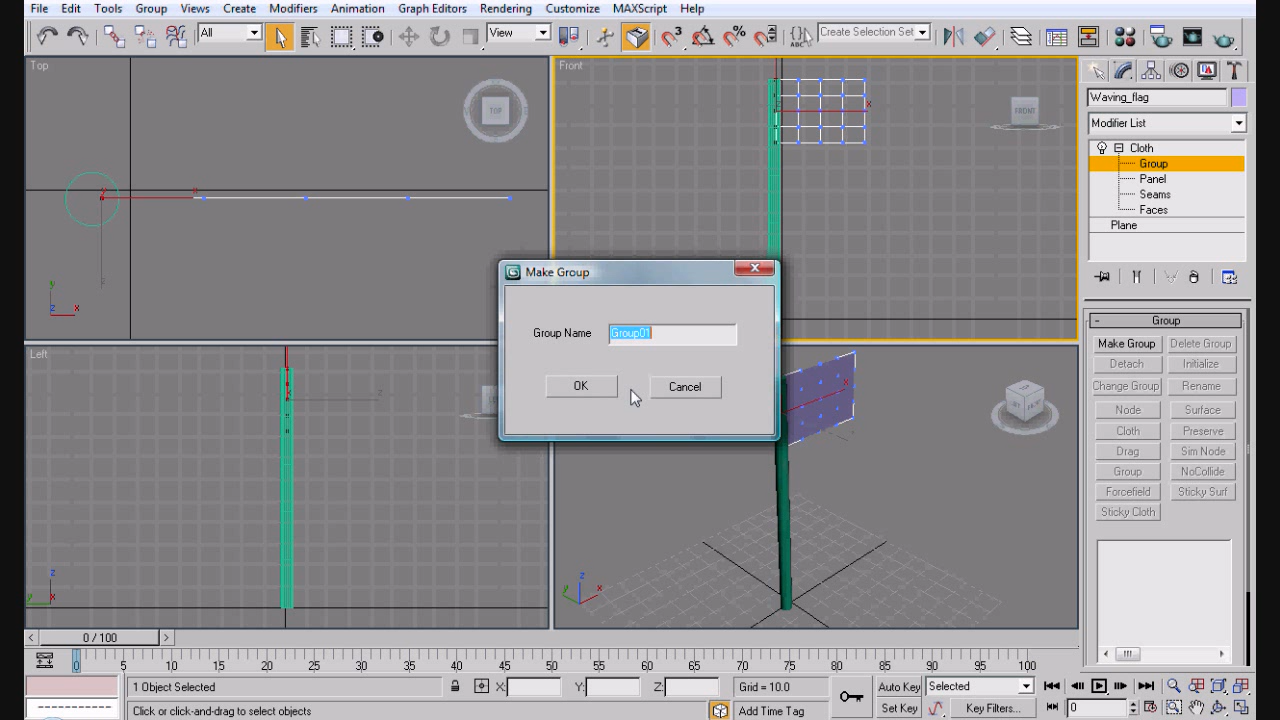 File Edit Tools Group Views Create Modifiers Animation Graph Editors Rendering Customize MAXScript Help
All
View
Create Selection Set
Top
TOP
Front
FRONT
Left
Waving_flag
Modifier List
Cloth
Group
Panel
Seams
Faces
Plane
Make Group
Group Name Group01
OK Cancel
- Group
Make Group Delete Group
Detach Initialize
Change Group Rename
Node Surface
Cloth Preserve
Drag Sim Node
Group NoCollide
Forcefield Sticky Surf
Sticky Cloth
x
y
z
0 / 100
0 5 10 15 20 25 30 35 40 45 50 55 60 65 70 75 80 85 90 95 100
1 Object Selected X: Y: Z: Grid = 10.0 Auto Key Selected
Click or click-and-drag to select objects Add Time Tag Set Key Key Filters... 0